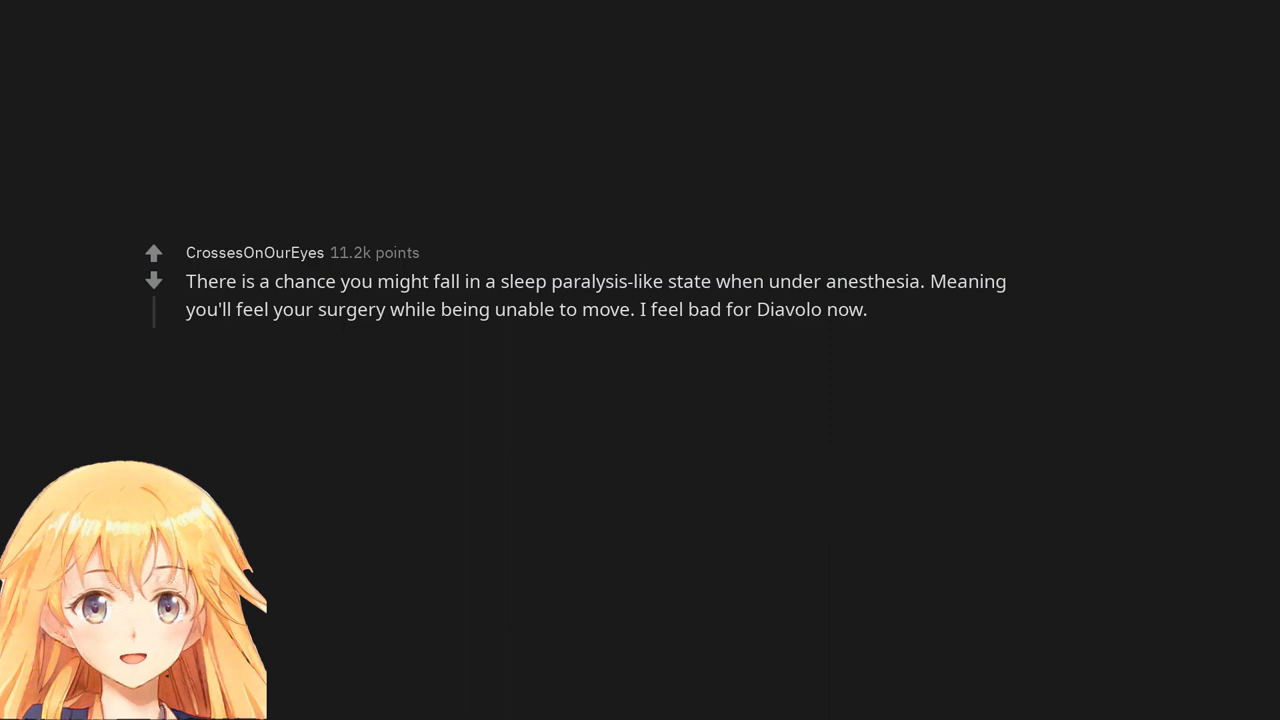 CrossesOnOurEyes 11.2k points
There is a chance you might fall in a sleep paralysis-like state when under anesthesia. Meaning
you'll feel your surgery while being unable to move. I feel bad for Diavolo now.